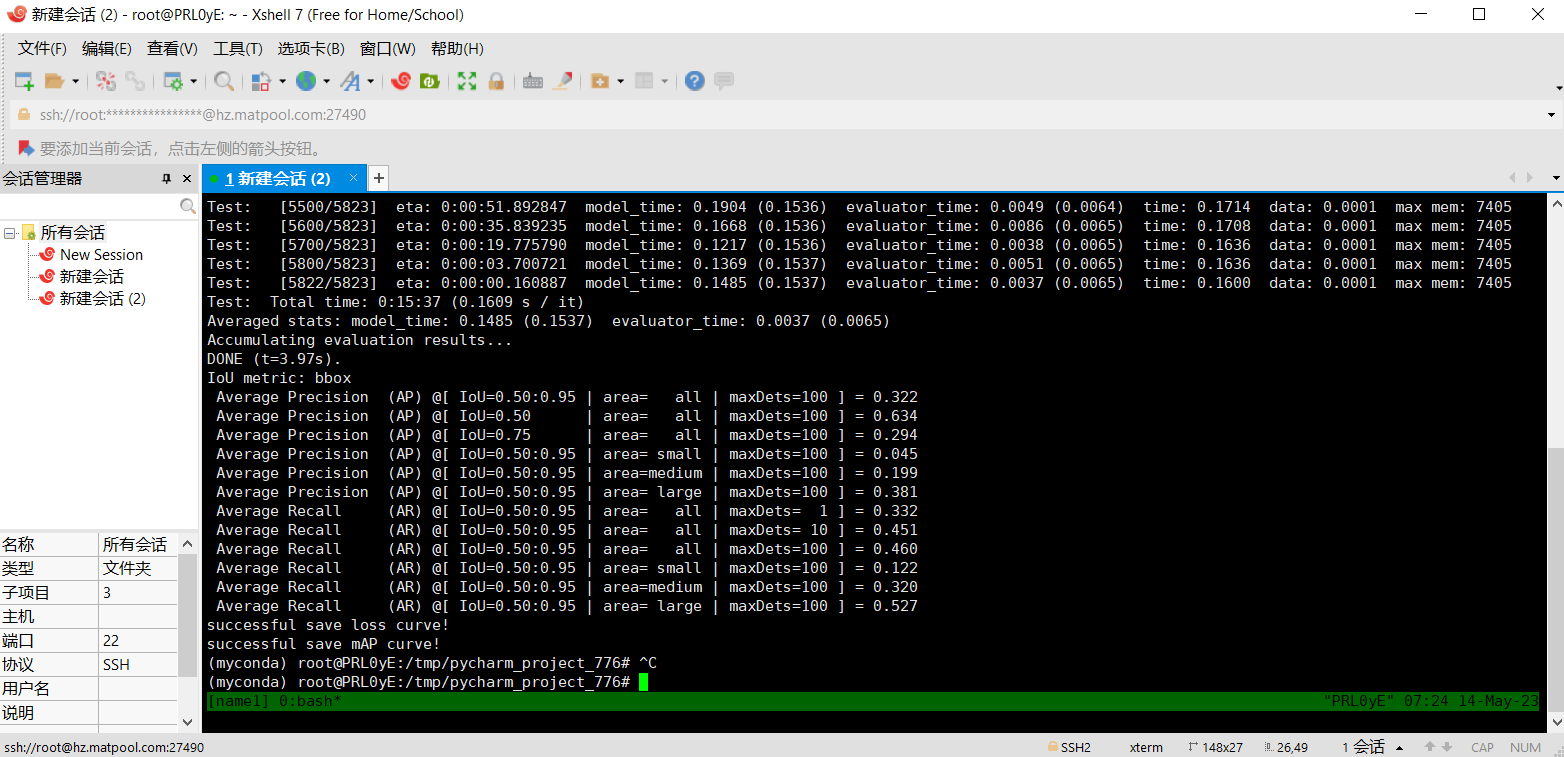 新建会话 (2) - root@PRL0yE: ~ - Xshell 7 (Free for Home/School)
文件(F) 编辑(E) 查看(V) 工具(T) 选项卡(B) 窗口(W) 帮助(H)
ssh://root:****************@hz.matpool.com:27490
要添加当前会话，点击左侧的箭头按钮。
会话管理器
1 新建会话 (2)
所有会话
New Session
新建会话
新建会话 (2)
名称 所有会话
类型 文件夹
子项目 3
主机
端口 22
协议 SSH
用户名
说明
Test:   [5500/5823]  eta: 0:00:51.892847  model_time: 0.1904 (0.1536)  evaluator_time: 0.0049 (0.0064)  time: 0.1714  data: 0.0001  max mem: 7405
Test:   [5600/5823]  eta: 0:00:35.839235  model_time: 0.1668 (0.1536)  evaluator_time: 0.0086 (0.0065)  time: 0.1708  data: 0.0001  max mem: 7405
Test:   [5700/5823]  eta: 0:00:19.775790  model_time: 0.1217 (0.1536)  evaluator_time: 0.0038 (0.0065)  time: 0.1636  data: 0.0001  max mem: 7405
Test:   [5800/5823]  eta: 0:00:03.700721  model_time: 0.1369 (0.1537)  evaluator_time: 0.0051 (0.0065)  time: 0.1636  data: 0.0001  max mem: 7405
Test:   [5822/5823]  eta: 0:00:00.160887  model_time: 0.1485 (0.1537)  evaluator_time: 0.0037 (0.0065)  time: 0.1600  data: 0.0001  max mem: 7405
Test:  Total time: 0:15:37 (0.1609 s / it)
Averaged stats: model_time: 0.1485 (0.1537)  evaluator_time: 0.0037 (0.0065)
Accumulating evaluation results...
DONE (t=3.97s).
IoU metric: bbox
 Average Precision  (AP) @[ IoU=0.50:0.95 | area=   all | maxDets=100 ] = 0.322
 Average Precision  (AP) @[ IoU=0.50      | area=   all | maxDets=100 ] = 0.634
 Average Precision  (AP) @[ IoU=0.75      | area=   all | maxDets=100 ] = 0.294
 Average Precision  (AP) @[ IoU=0.50:0.95 | area= small | maxDets=100 ] = 0.045
 Average Precision  (AP) @[ IoU=0.50:0.95 | area=medium | maxDets=100 ] = 0.199
 Average Precision  (AP) @[ IoU=0.50:0.95 | area= large | maxDets=100 ] = 0.381
 Average Recall     (AR) @[ IoU=0.50:0.95 | area=   all | maxDets=  1 ] = 0.332
 Average Recall     (AR) @[ IoU=0.50:0.95 | area=   all | maxDets= 10 ] = 0.451
 Average Recall     (AR) @[ IoU=0.50:0.95 | area=   all | maxDets=100 ] = 0.460
 Average Recall     (AR) @[ IoU=0.50:0.95 | area= small | maxDets=100 ] = 0.122
 Average Recall     (AR) @[ IoU=0.50:0.95 | area=medium | maxDets=100 ] = 0.320
 Average Recall     (AR) @[ IoU=0.50:0.95 | area= large | maxDets=100 ] = 0.527
successful save loss curve!
successful save mAP curve!
(myconda) root@PRL0yE:/tmp/pycharm_project_776# ^C
(myconda) root@PRL0yE:/tmp/pycharm_project_776#
[name1] 0:bash* "PRL0yE" 07:24 14-May-23
ssh://root@hz.matpool.com:27490 SSH2 xterm 148x27 26,49 1 会话 CAP NUM